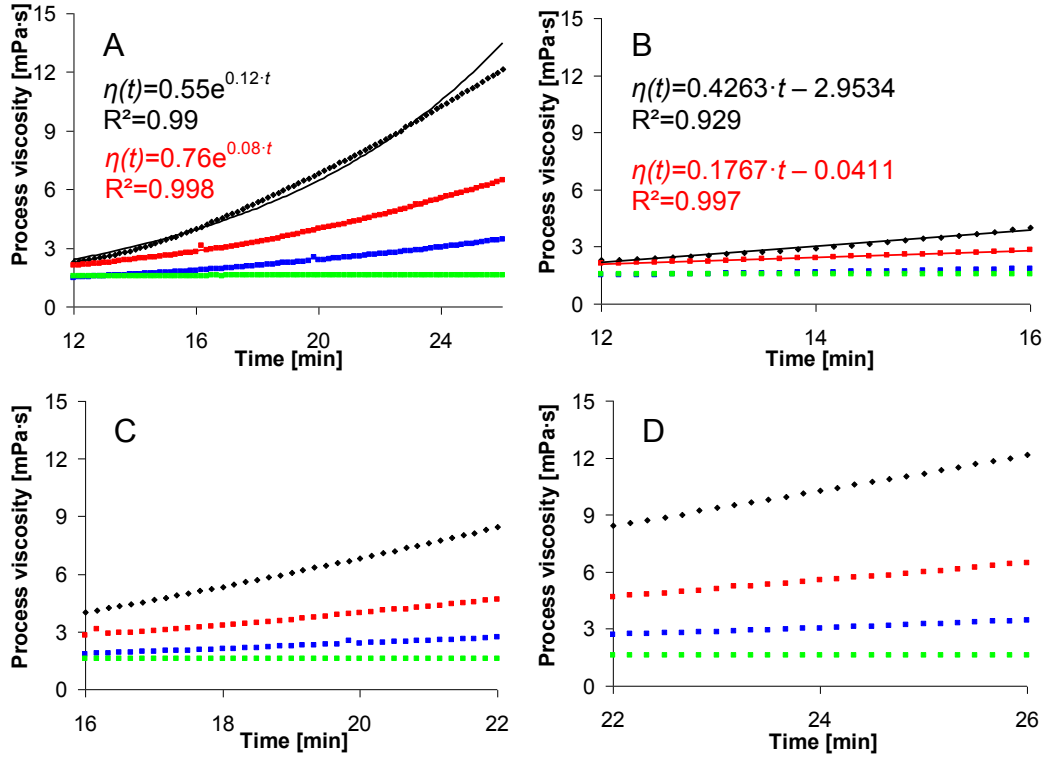 A
η(t)=0.55e^0.12·t
R²=0.99
η(t)=0.76e^0.08·t
R²=0.998
Process viscosity [mPa·s]
15
12
9
6
3
0
12
16
20
24
Time [min]
B
η(t)=0.4263·t – 2.9534
R²=0.929
η(t)=0.1767·t – 0.0411
R²=0.997
Process viscosity [mPa·s]
15
12
9
6
3
0
12
14
16
Time [min]
C
Process viscosity [mPa·s]
15
12
9
6
3
0
16
18
20
22
Time [min]
D
Process viscosity [mPa·s]
15
12
9
6
3
0
22
24
26
Time [min]